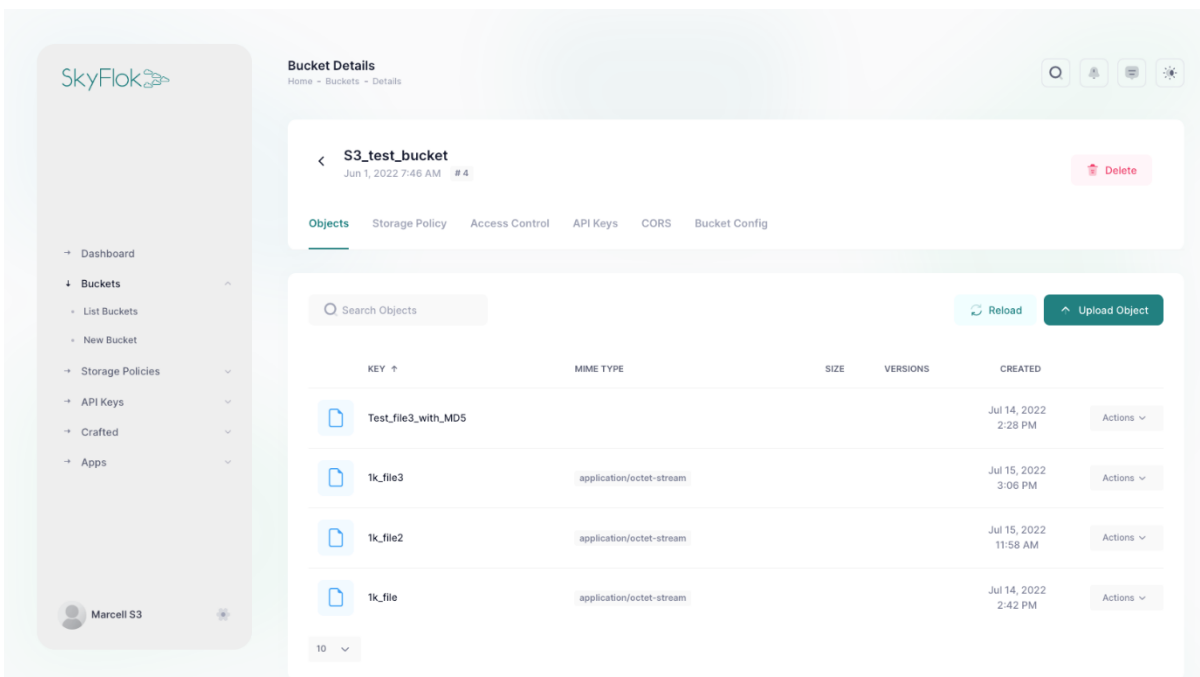 SkyFlok
Bucket Details
Home - Buckets - Details
S3_test_bucket
Jun 1, 2022 7:46 AM #4
Delete
Objects Storage Policy Access Control API Keys CORS Bucket Config
Dashboard
Buckets
List Buckets
New Bucket
Storage Policies
API Keys
Crafted
Apps
Marcell S3
Search Objects
Reload Upload Object
KEY ↑ MIME TYPE SIZE VERSIONS CREATED
Test_file3_with_MD5 Jul 14, 2022
2:28 PM Actions
1k_file3 application/octet-stream Jul 15, 2022
3:06 PM Actions
1k_file2 application/octet-stream Jul 15, 2022
11:58 AM Actions
1k_file application/octet-stream Jul 14, 2022
2:42 PM Actions
10